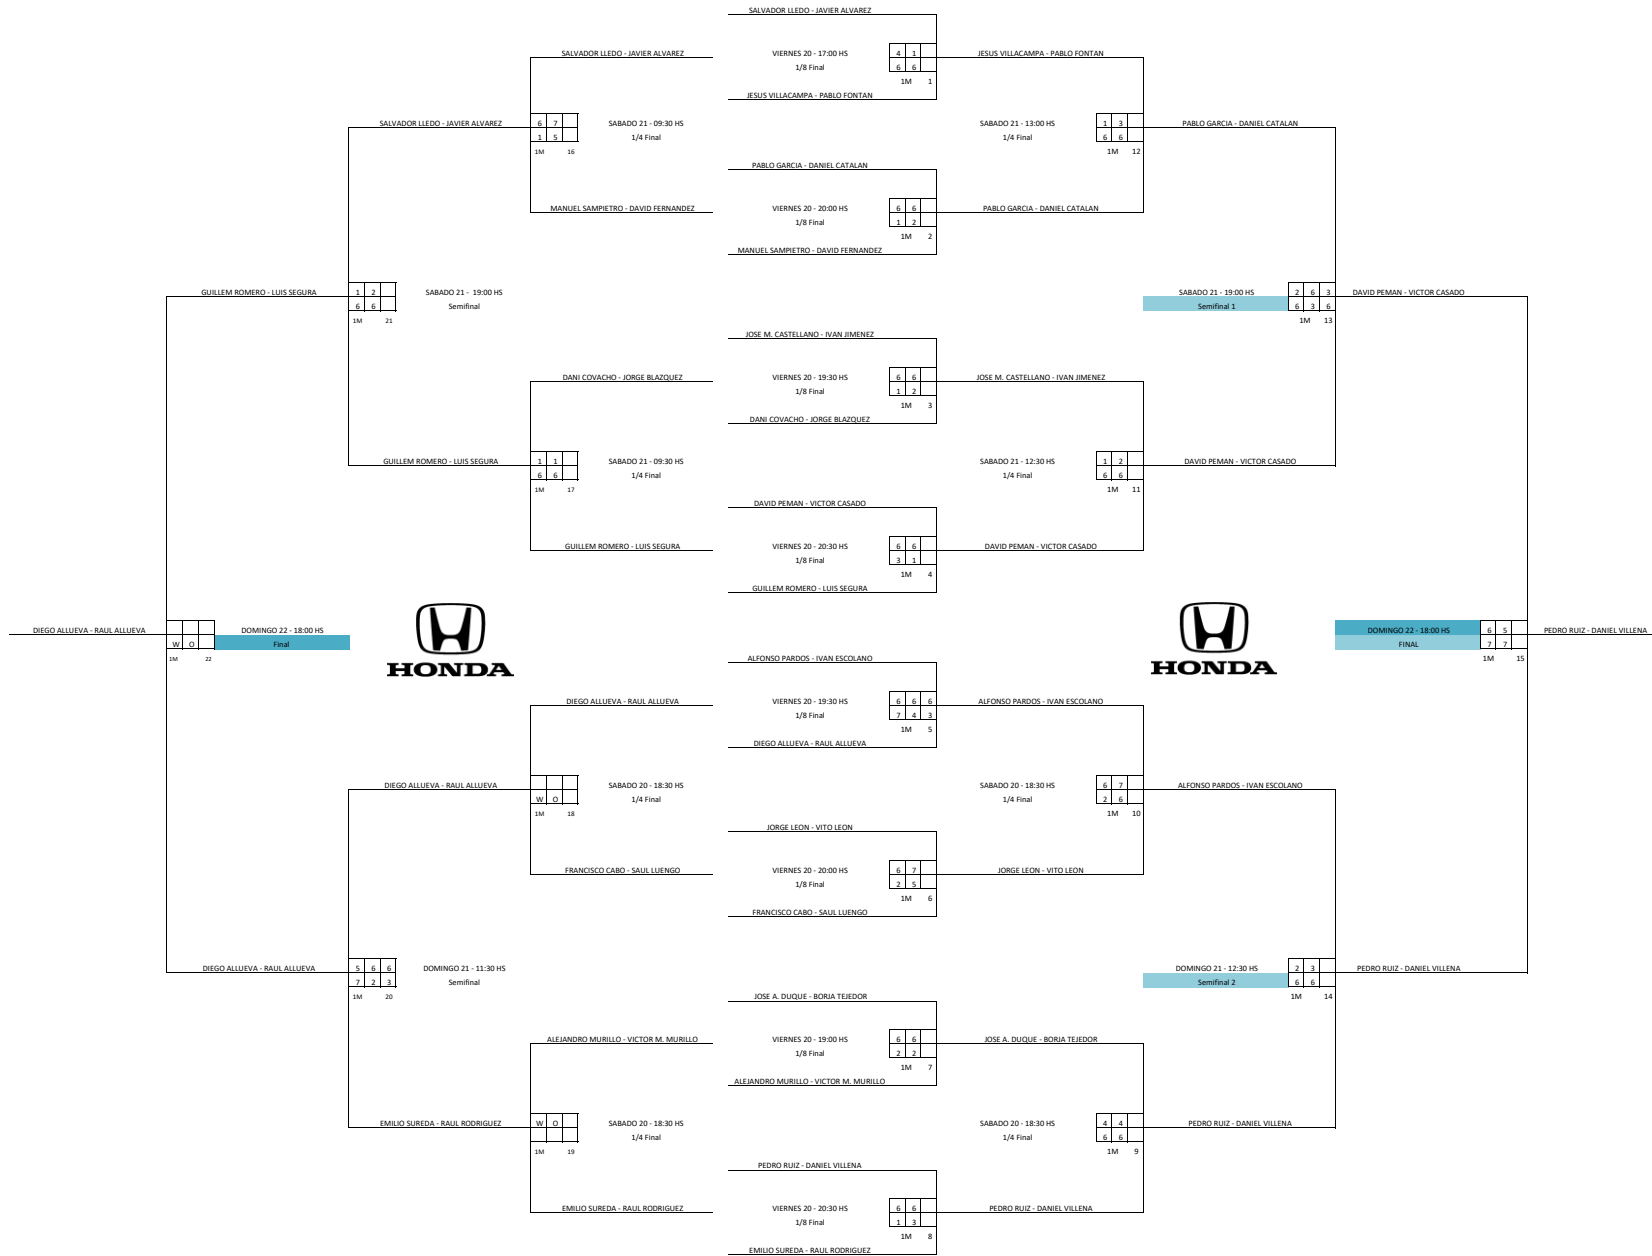 SALVADOR LLEDO - JAVIER ALVAREZ
SALVADOR LLEDO - JAVIER ALVAREZ VIERNES 20 - 17:00 HS 4 1 JESUS VILLACAMPA - PABLO FONTAN
1/8 Final 6 6
1M 1
JESUS VILLACAMPA - PABLO FONTAN
SALVADOR LLEDO - JAVIER ALVAREZ 6 7 SABADO 21 - 09:30 HS SABADO 21 - 13:00 HS 1 3 PABLO GARCIA - DANIEL CATALAN
1 5 1/4 Final 1/4 Final 6 6
1M 16 1M 12
PABLO GARCIA - DANIEL CATALAN
MANUEL SAMPIETRO - DAVID FERNANDEZ VIERNES 20 - 20:00 HS 6 6 PABLO GARCIA - DANIEL CATALAN
1/8 Final 1 2
1M 2
MANUEL SAMPIETRO - DAVID FERNANDEZ
GUILLEM ROMERO - LUIS SEGURA 1 2 SABADO 21 - 19:00 HS SABADO 21 - 19:00 HS 2 6 3 DAVID PEMAN - VICTOR CASADO
6 6 Semifinal Semifinal 1 6 3 6
1M 21 1M 13
JOSE M. CASTELLANO - IVAN JIMENEZ
DANI COVACHO - JORGE BLAZQUEZ VIERNES 20 - 19:30 HS 6 6 JOSE M. CASTELLANO - IVAN JIMENEZ
1/8 Final 1 2
1M 3
DANI COVACHO - JORGE BLAZQUEZ
GUILLEM ROMERO - LUIS SEGURA 1 1 SABADO 21 - 09:30 HS SABADO 21 - 12:30 HS 1 2 DAVID PEMAN - VICTOR CASADO
6 6 1/4 Final 1/4 Final 6 6
1M 17 1M 11
DAVID PEMAN - VICTOR CASADO
GUILLEM ROMERO - LUIS SEGURA VIERNES 20 - 20:30 HS 6 6 DAVID PEMAN - VICTOR CASADO
1/8 Final 3 1
1M 4
GUILLEM ROMERO - LUIS SEGURA
DIEGO ALLUEVA - RAUL ALLUEVA DOMINGO 22 - 18:00 HS DOMINGO 22 - 18:00 HS 6 5 PEDRO RUIZ - DANIEL VILLENA
W O Final FINAL 7 7
1M 22 HONDA HONDA 1M 15
ALFONSO PARDOS - IVAN ESCOLANO
DIEGO ALLUEVA - RAUL ALLUEVA VIERNES 20 - 19:30 HS 6 6 6 ALFONSO PARDOS - IVAN ESCOLANO
1/8 Final 7 4 3
1M 5
DIEGO ALLUEVA - RAUL ALLUEVA
DIEGO ALLUEVA - RAUL ALLUEVA SABADO 20 - 18:30 HS SABADO 20 - 18:30 HS 6 7 ALFONSO PARDOS - IVAN ESCOLANO
W O 1/4 Final 1/4 Final 2 6
1M 18 1M 10
JORGE LEON - VITO LEON
FRANCISCO CABO - SAUL LUENGO VIERNES 20 - 20:00 HS 6 7 JORGE LEON - VITO LEON
1/8 Final 2 5
1M 6
FRANCISCO CABO - SAUL LUENGO
DIEGO ALLUEVA - RAUL ALLUEVA 5 6 6 DOMINGO 21 - 11:30 HS DOMINGO 21 - 12:30 HS 2 3 PEDRO RUIZ - DANIEL VILLENA
7 2 3 Semifinal Semifinal 2 6 6
1M 20 1M 14
JOSE A. DUQUE - BORJA TEJEDOR
ALEJANDRO MURILLO - VICTOR M. MURILLO VIERNES 20 - 19:00 HS 6 6 JOSE A. DUQUE - BORJA TEJEDOR
1/8 Final 2 2
1M 7
ALEJANDRO MURILLO - VICTOR M. MURILLO
EMILIO SUREDA - RAUL RODRIGUEZ W O SABADO 20 - 18:30 HS SABADO 20 - 18:30 HS 4 4 PEDRO RUIZ - DANIEL VILLENA
1/4 Final 1/4 Final 6 6
1M 19 1M 9
PEDRO RUIZ - DANIEL VILLENA
EMILIO SUREDA - RAUL RODRIGUEZ VIERNES 20 - 20:30 HS 6 6 PEDRO RUIZ - DANIEL VILLENA
1/8 Final 1 3
1M 8
EMILIO SUREDA - RAUL RODRIGUEZ